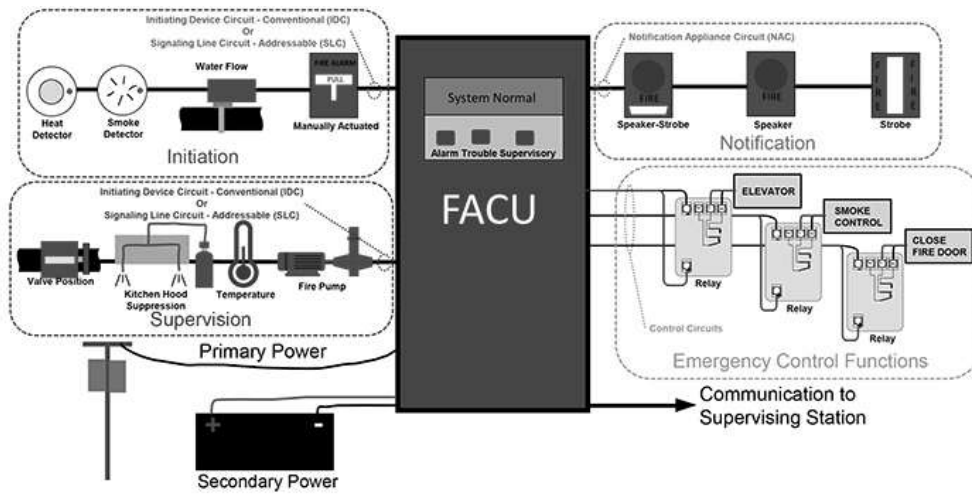 Initiating Device Circuit - Conventional (IDC)
Or
Signaling Line Circuit - Addressable (SLC)
Heat
Detector
Smoke
Detector
Water Flow
FIRE ALARM
PULL
Manually Actuated
Initiation
Initiating Device Circuit - Conventional (IDC)
Or
Signaling Line Circuit - Addressable (SLC)
Valve Position
Kitchen Hood
Suppression
Temperature
Fire Pump
Supervision
Primary Power
+
-
Secondary Power
System Normal
Alarm Trouble Supervisory
FACU
Notification Appliance Circuit (NAC)
FIRE
Speaker-Strobe
FIRE
Speaker
FIRE
FIRE
Strobe
Notification
ELEVATOR
Relay
SMOKE
CONTROL
Relay
CLOSE
FIRE DOOR
Relay
Control Circuits
Emergency Control Functions
Communication to
Supervising Station